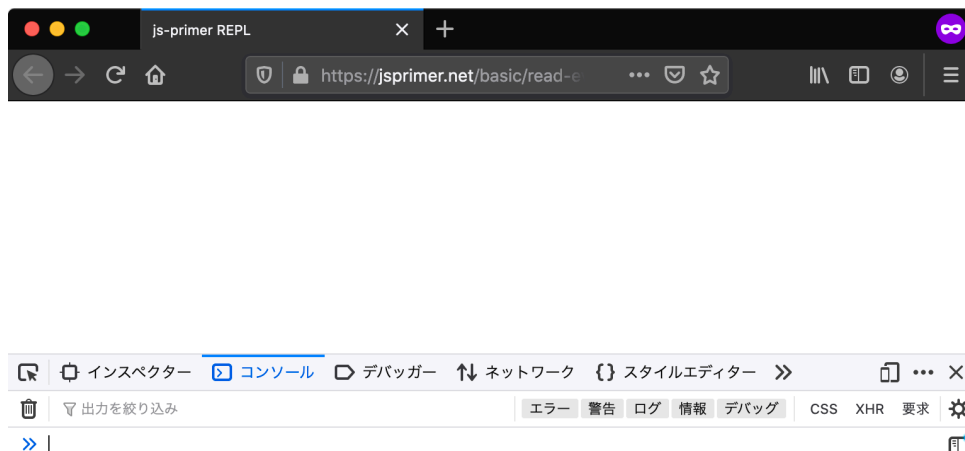 js-primer REPL
https://jsprimer.net/basic/read-e
インスペクター コンソール デバッガー ネットワーク スタイルエディター
出力を絞り込み エラー 警告 ログ 情報 デバッグ CSS XHR 要求